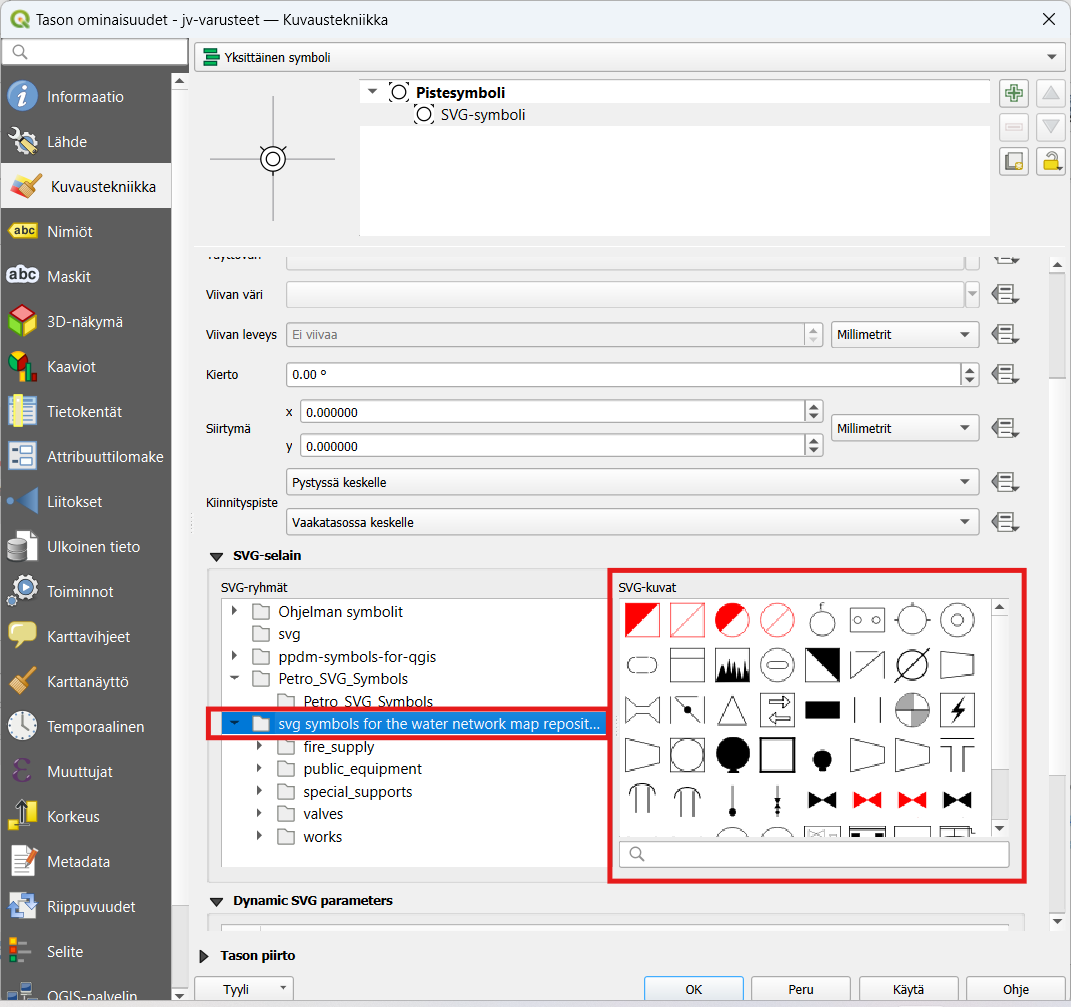 Tason ominaisuudet - jv-varusteet — Kuvaustekniikka
Yksittäinen symboli
Informaatio
Lähde
Kuvaustekniikka
abc Nimiöt
abc Maskit
3D-näkymä
Kaaviot
Tietokentät
Attribuuttilomake
Liitokset
Ulkoinen tieto
Toiminnot
Karttavihjeet
Karttanäyttö
Temporaalinen
Muuttujat
Korkeus
Metadata
Riippuvuudet
Selite
QGIS-palvelin
Pistesymboli
SVG-symboli
Täyttöväri
Viivan väri
Viivan leveys Ei viivaa Millimetrit
Kierto 0.00 °
x 0.000000
Siirtymä Millimetrit
y 0.000000
Kiinnityspiste Pystyssä keskelle
Vaakatasossa keskelle
SVG-selain
SVG-ryhmät
Ohjelman symbolit
svg
ppdm-symbols-for-qgis
Petro_SVG_Symbols
Petro_SVG_Symbols
svg symbols for the water network map reposit...
fire_supply
public_equipment
special_supports
valves
works
SVG-kuvat
f
Dynamic SVG parameters
Tason piirto
Tyyli OK Peru Käytä Ohje